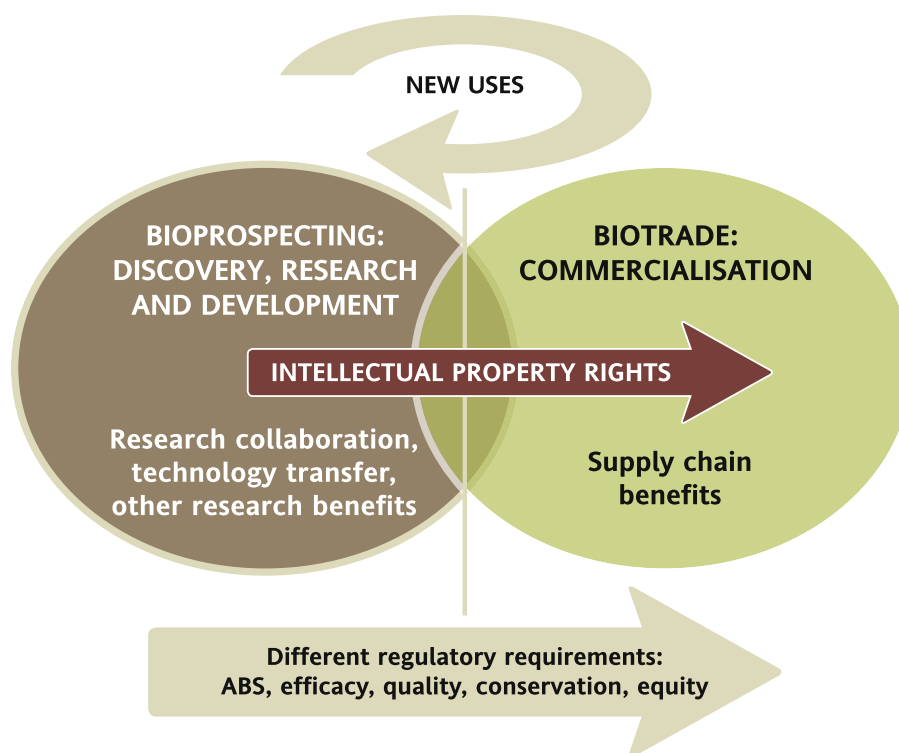 NEW USES
BIOPROSPECTING:
DISCOVERY, RESEARCH
AND DEVELOPMENT
BIOTRADE:
COMMERCIALISATION
INTELLECTUAL PROPERTY RIGHTS
Research collaboration,
technology transfer,
other research benefits
Supply chain
benefits
Different regulatory requirements:
ABS, efficacy, quality, conservation, equity